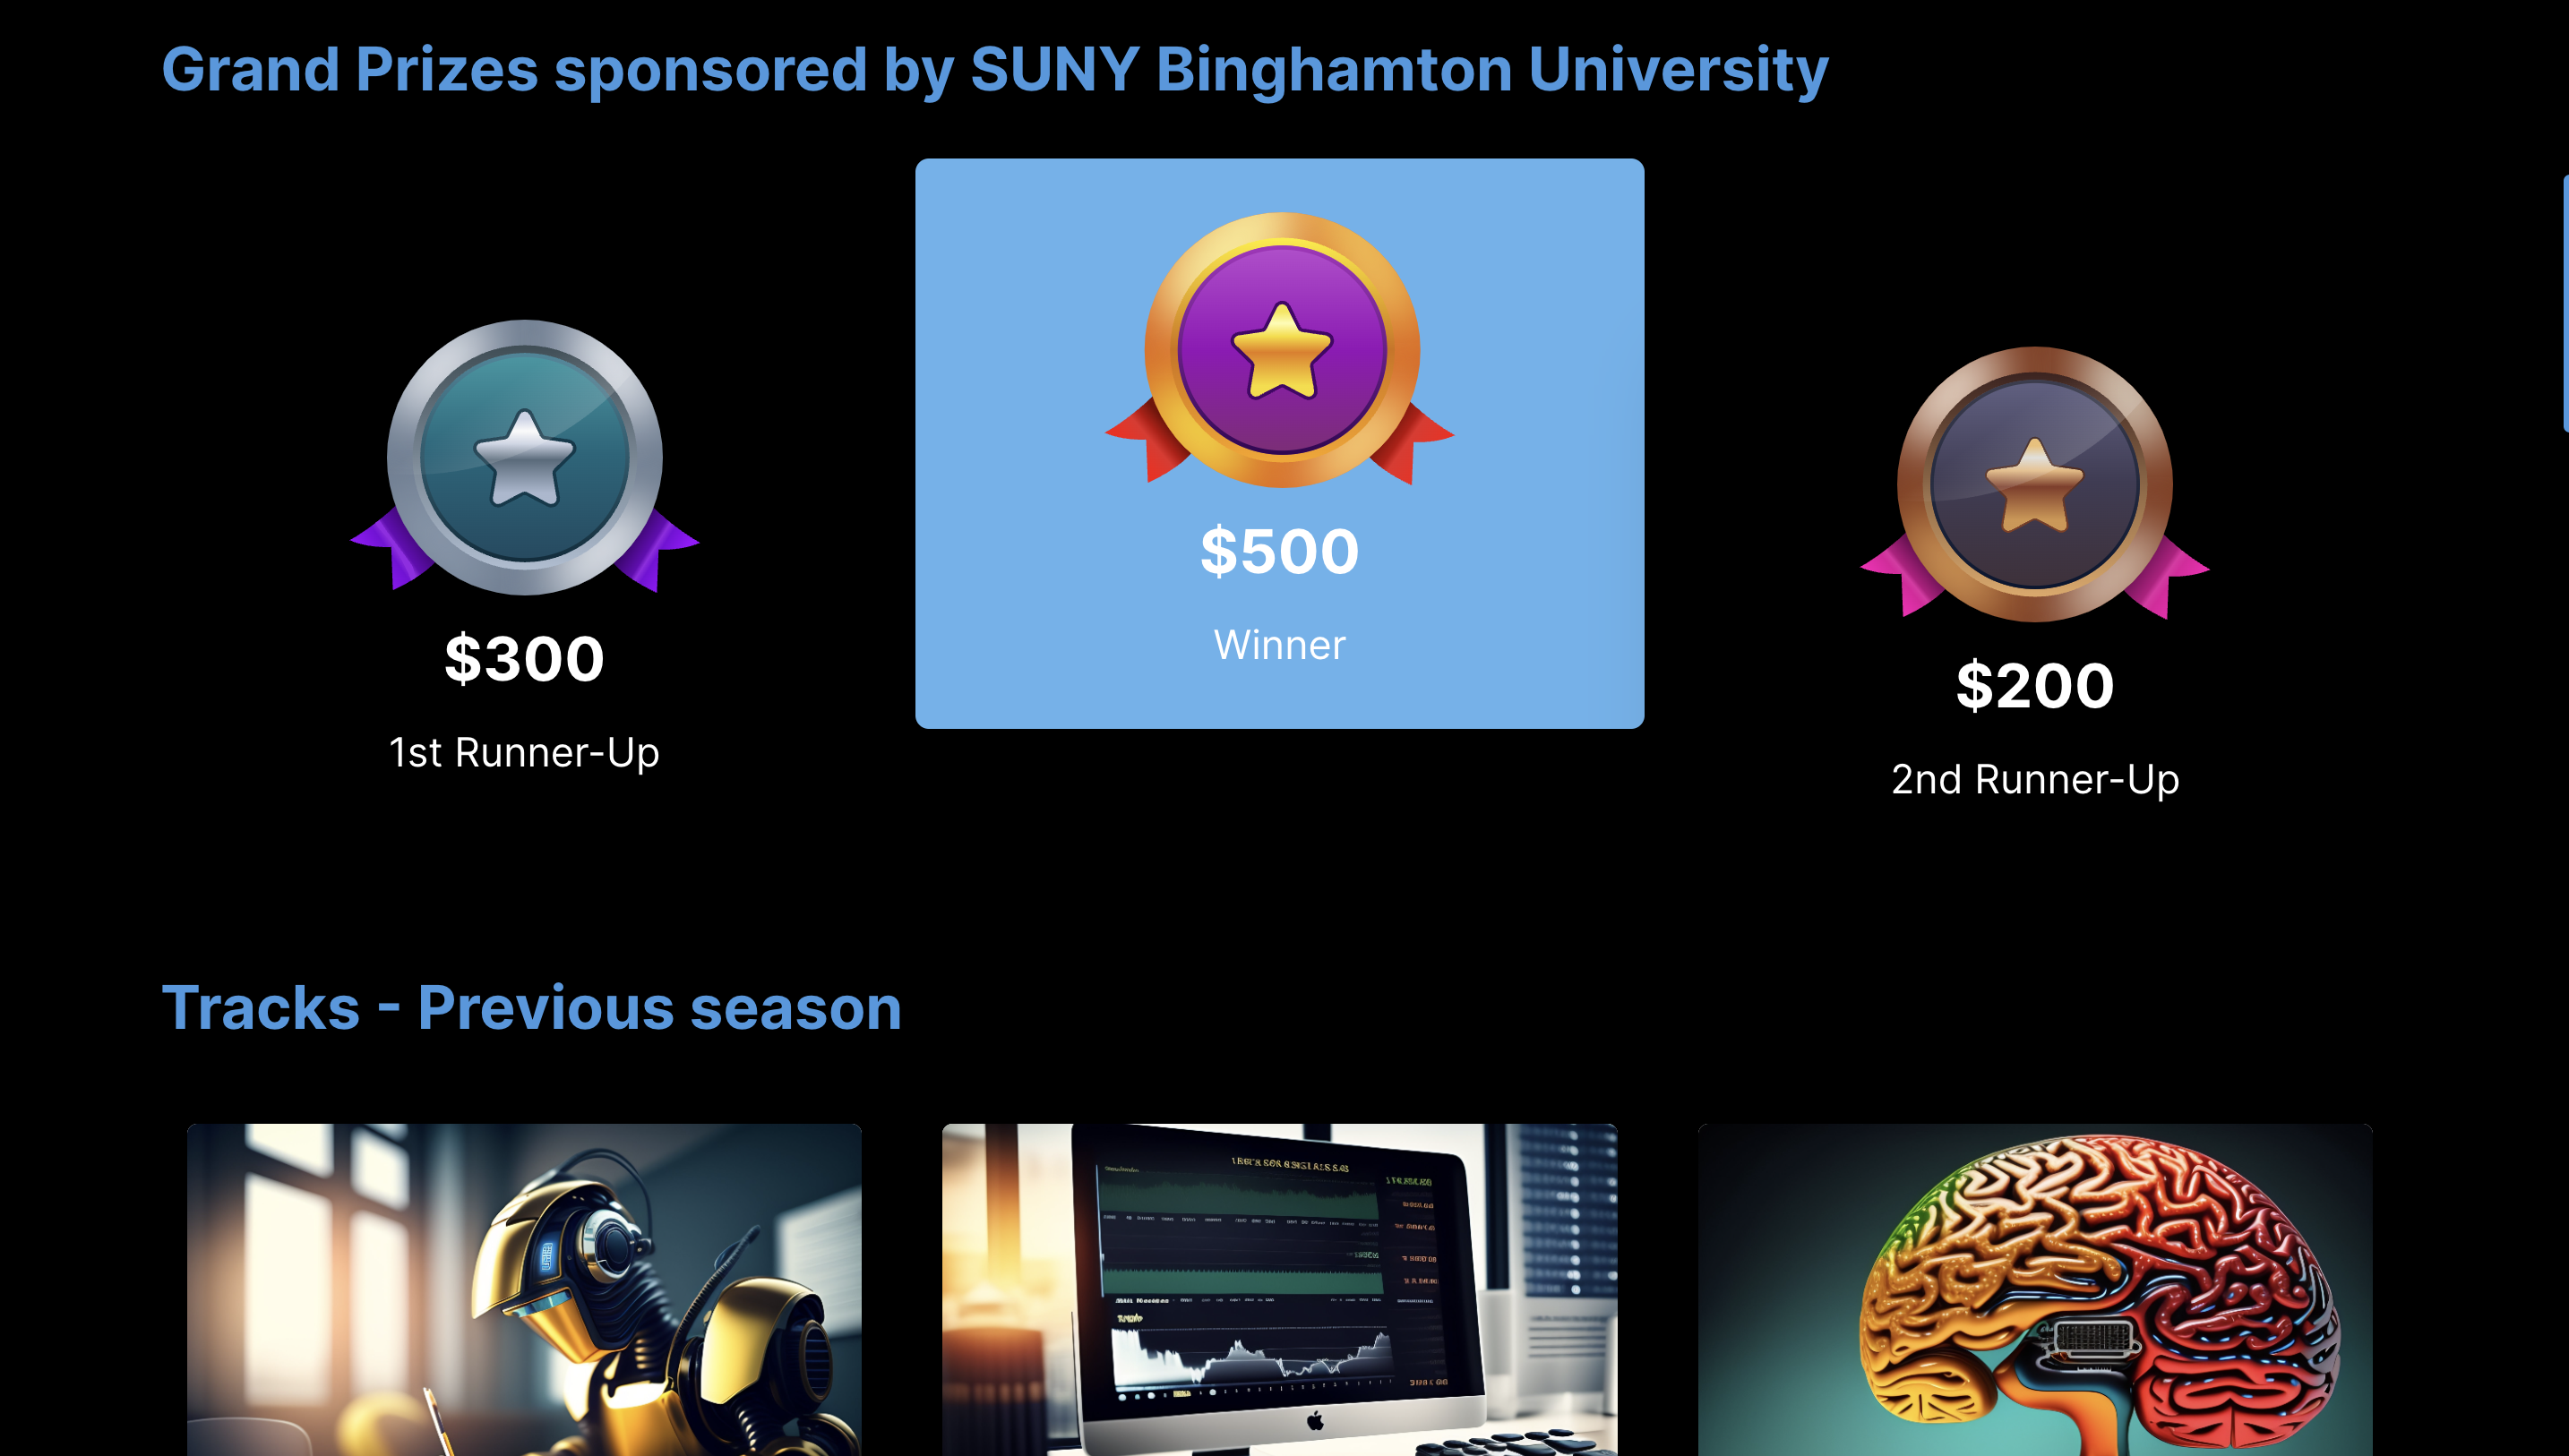 Grand Prizes sponsored by SUNY Binghamton University
$500
Winner
$300
1st Runner-Up
$200
2nd Runner-Up
Tracks - Previous season